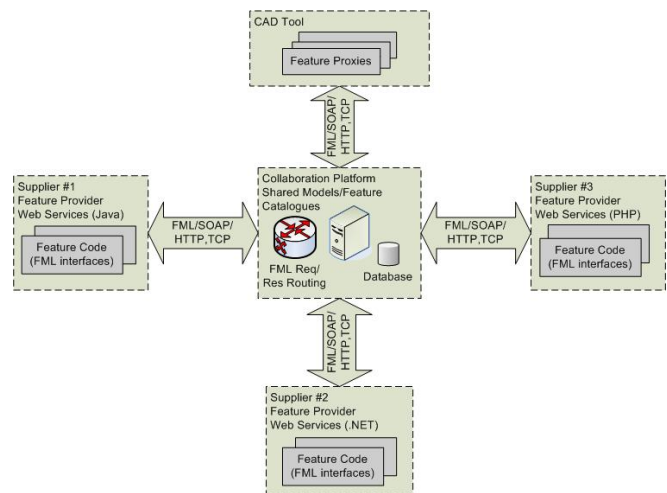 CAD Tool
Feature Proxies
FML/SOAP/
HTTP,TCP
Supplier #1
Feature Provider
Web Services (Java)
Feature Code
(FML interfaces)
FML/SOAP/
HTTP,TCP
Collaboration Platform
Shared Models/Feature
Catalogues
FML Req/
Res Routing
Database
FML/SOAP/
HTTP,TCP
Supplier #3
Feature Provider
Web Services (PHP)
Feature Code
(FML interfaces)
FML/SOAP/
HTTP,TCP
Supplier #2
Feature Provider
Web Services (.NET)
Feature Code
(FML interfaces)